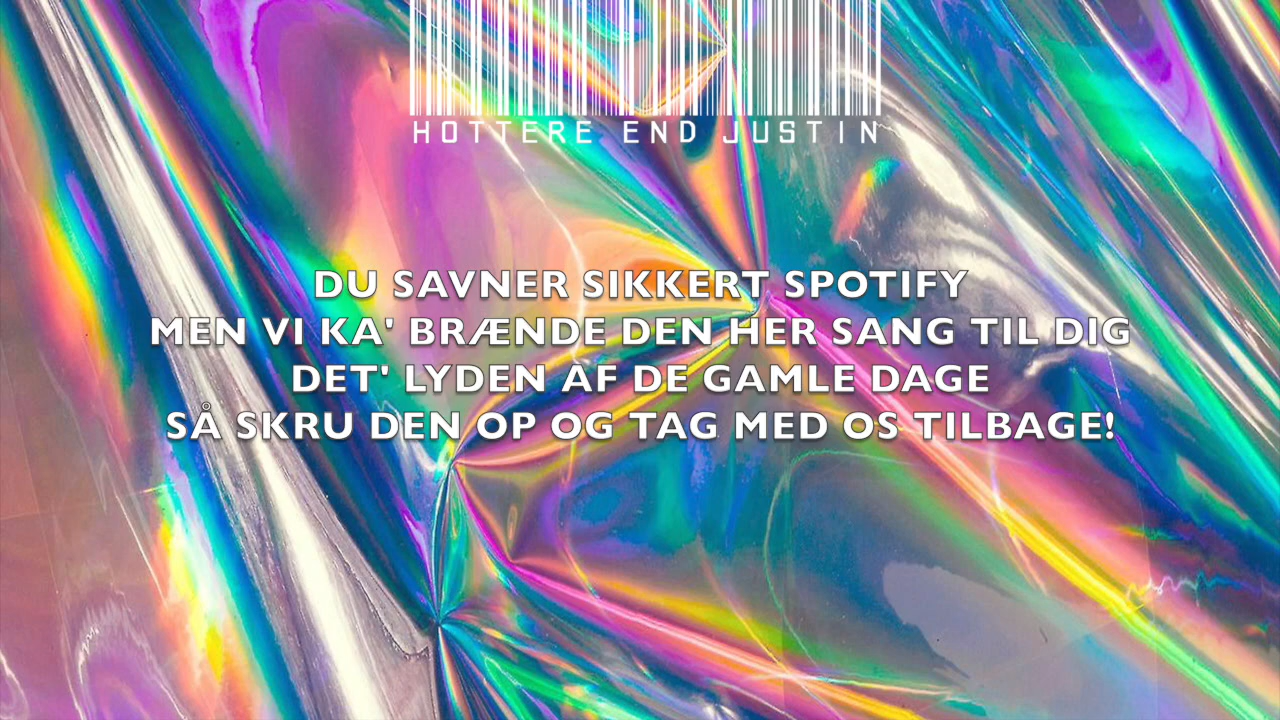 HOTTERE END JUSTIN
DU SAVNER SIKKERT SPOTIFY
MEN VI KA' BRÆNDE DEN HER SANG TIL DIG
DET' LYDEN AF DE GAMLE DAGE
SÅ SKRU DEN OP OG TAG MED OS TILBAGE!